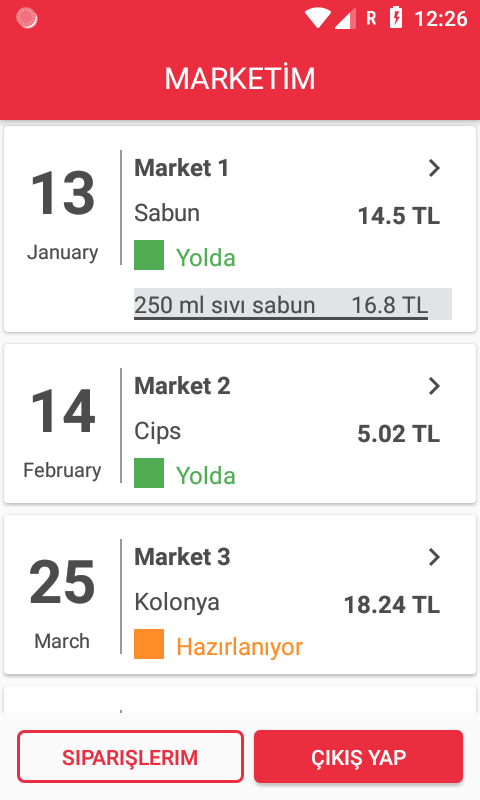 R 12:26
MARKETİM
13
January
Market 1
Sabun 14.5 TL
Yolda
250 ml sıvı sabun 16.8 TL
14
February
Market 2
Cips 5.02 TL
Yolda
25
March
Market 3
Kolonya 18.24 TL
Hazırlanıyor
SIPARIŞLERIM
ÇIKIŞ YAP